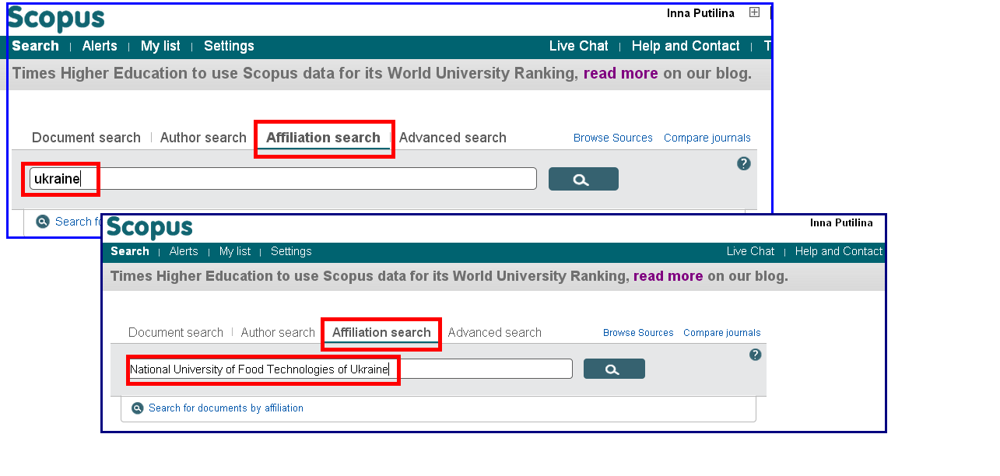 Scopus
Inna Putilina
Search | Alerts | My list | Settings
Live Chat | Help and Contact |
Times Higher Education to use Scopus data for its World University Ranking, read more on our blog.
Document search | Author search | Affiliation search | Advanced search
Browse Sources Compare journals
ukraine
?
Search
Scopus
Inna Putilina
Search | Alerts | My list | Settings
Live Chat | Help and Contact
Times Higher Education to use Scopus data for its World University Ranking, read more on our blog.
Document search | Author search Affiliation search Advanced search
Browse Sources Compare journals
?
National University of Food Technologies of Ukraine
Search for documents by affiliation